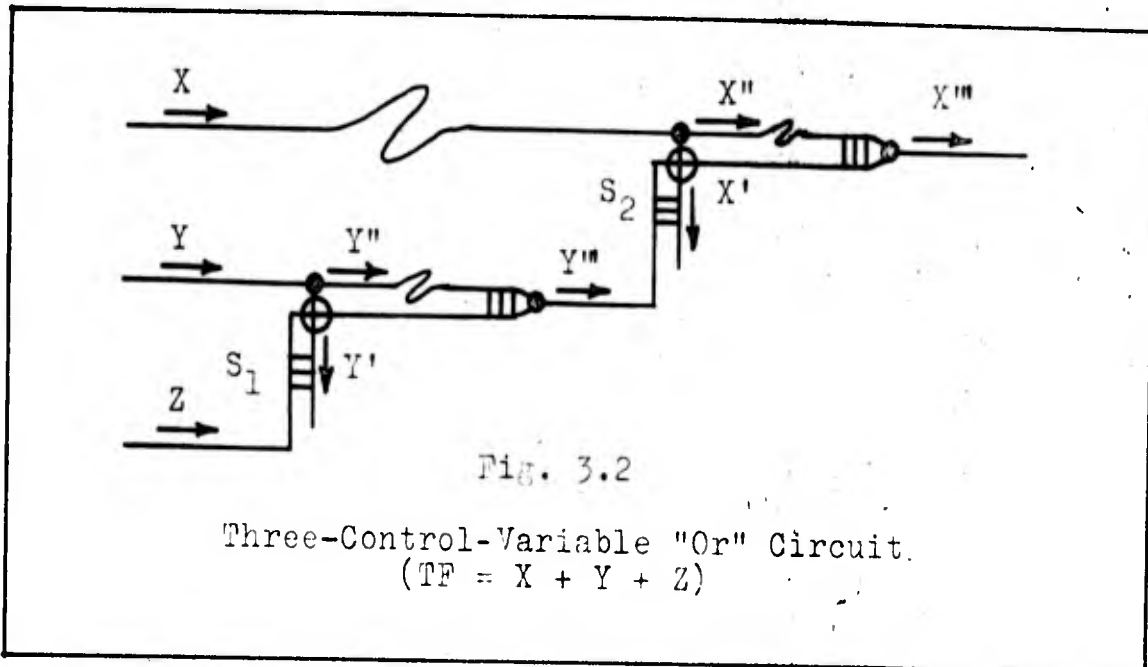 X
X"
X"'
S2
X'
Y
Y"
Y"'
S1
Y'
Z
Fig. 3.2
Three-Control-Variable "Or" Circuit.
(TF = X + Y + Z)